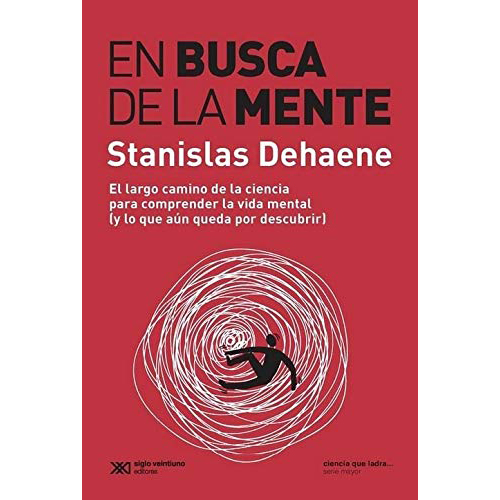 EN BUSCA
DE LA MENTE
Stanislas Dehaene
El largo camino de la ciencia
para comprender la vida mental
(y lo que aún queda por descubrir)
siglo veintiuno
editores
ciencia que ladra...
serie mayor